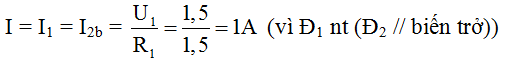 I = I₁ = I₂b = U₁/R₁ = 1,5/1,5 = 1A (vì Đ₁ nt (Đ₂ // biến trở))